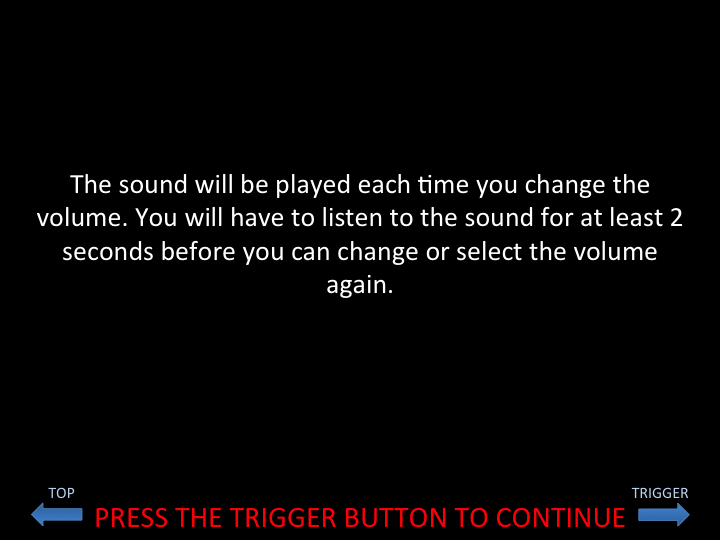 The sound will be played each time you change the
volume. You will have to listen to the sound for at least 2
seconds before you can change or select the volume
again.
TOP
TRIGGER
PRESS THE TRIGGER BUTTON TO CONTINUE